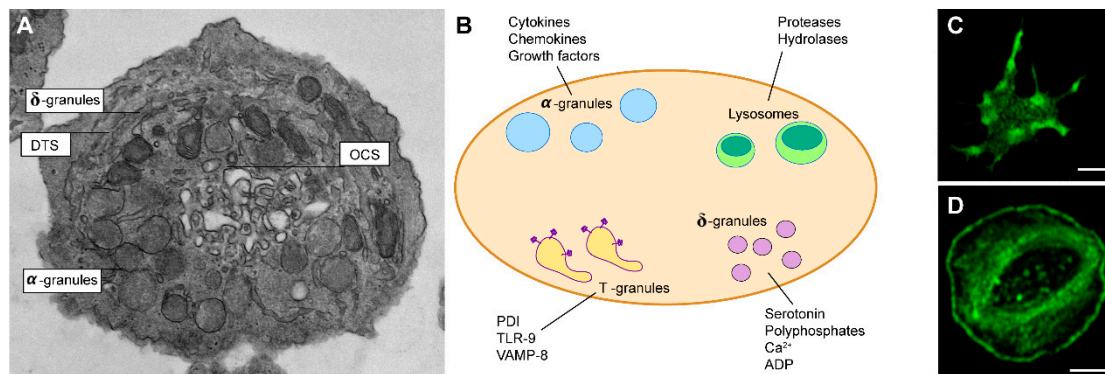 A
δ-granules
DTS
OCS
α-granules
B
Cytokines
Chemokines
Growth factors
α-granules
Proteases
Hydrolases
Lysosomes
δ-granules
T-granules
PDI
TLR-9
VAMP-8
Serotonin
Polyphosphates
Ca²⁺
ADP
C
D